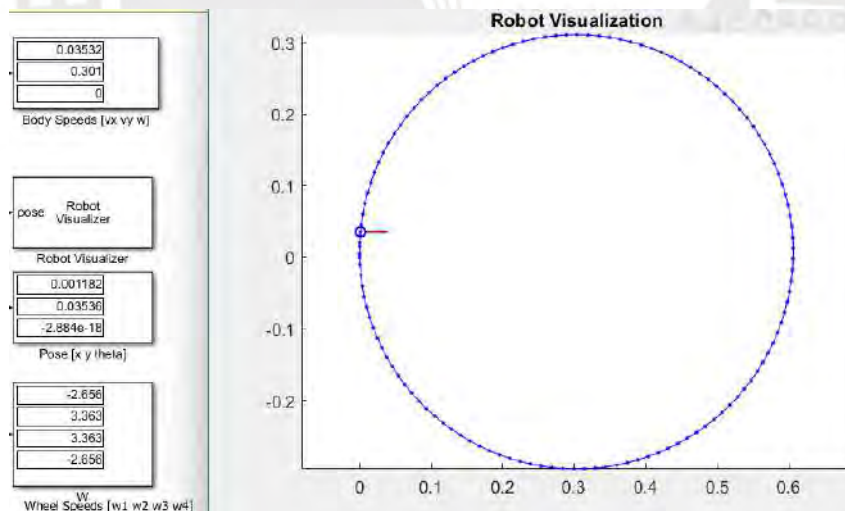 0.03532
0.301
0
Body Speeds [vx vy w]
pose Robot
Visualizer
Robot Visualizer
0.001182
0.03536
-2.884e-18
Pose [x y theta]
-2.656
3.363
3.363
-2.656
W
Wheel Speeds [w1 w2 w3 w4]
Robot Visualization
0.3
0.2
0.1
0
-0.1
-0.2
0 0.1 0.2 0.3 0.4 0.5 0.6